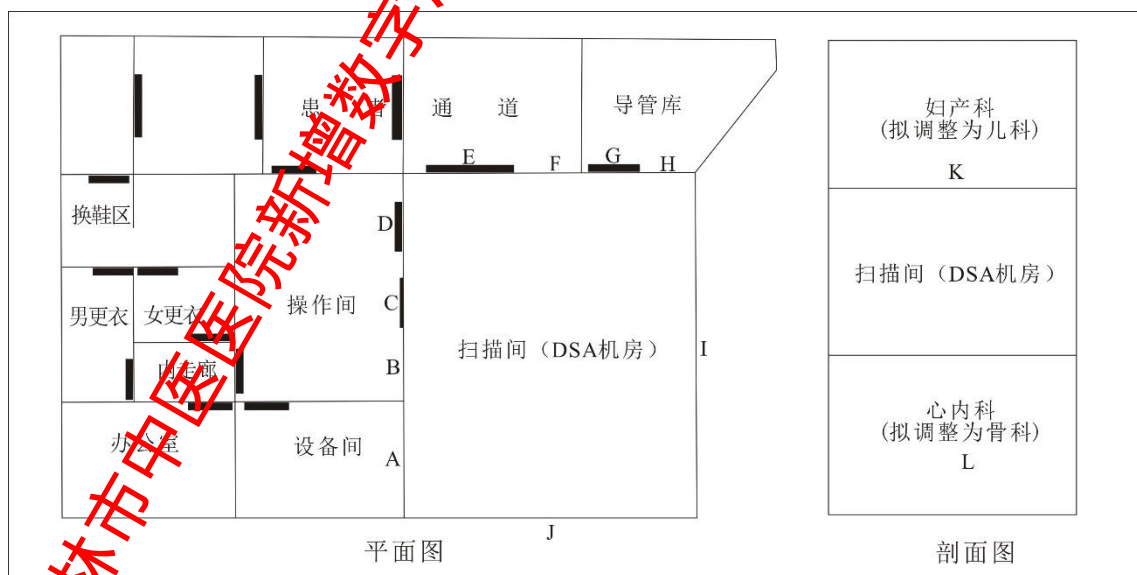 患 者 通 道
导管库
E
F
G
H
换鞋区
D
男更衣
女更衣
操作间
C
扫描间（DSA机房）
I
B
内走廊
办公室
设备间
A
J
平面图
妇产科
(拟调整为儿科)
K
扫描间（DSA机房）
心内科
(拟调整为骨科)
L
剖面图
林市中医医院新增数字